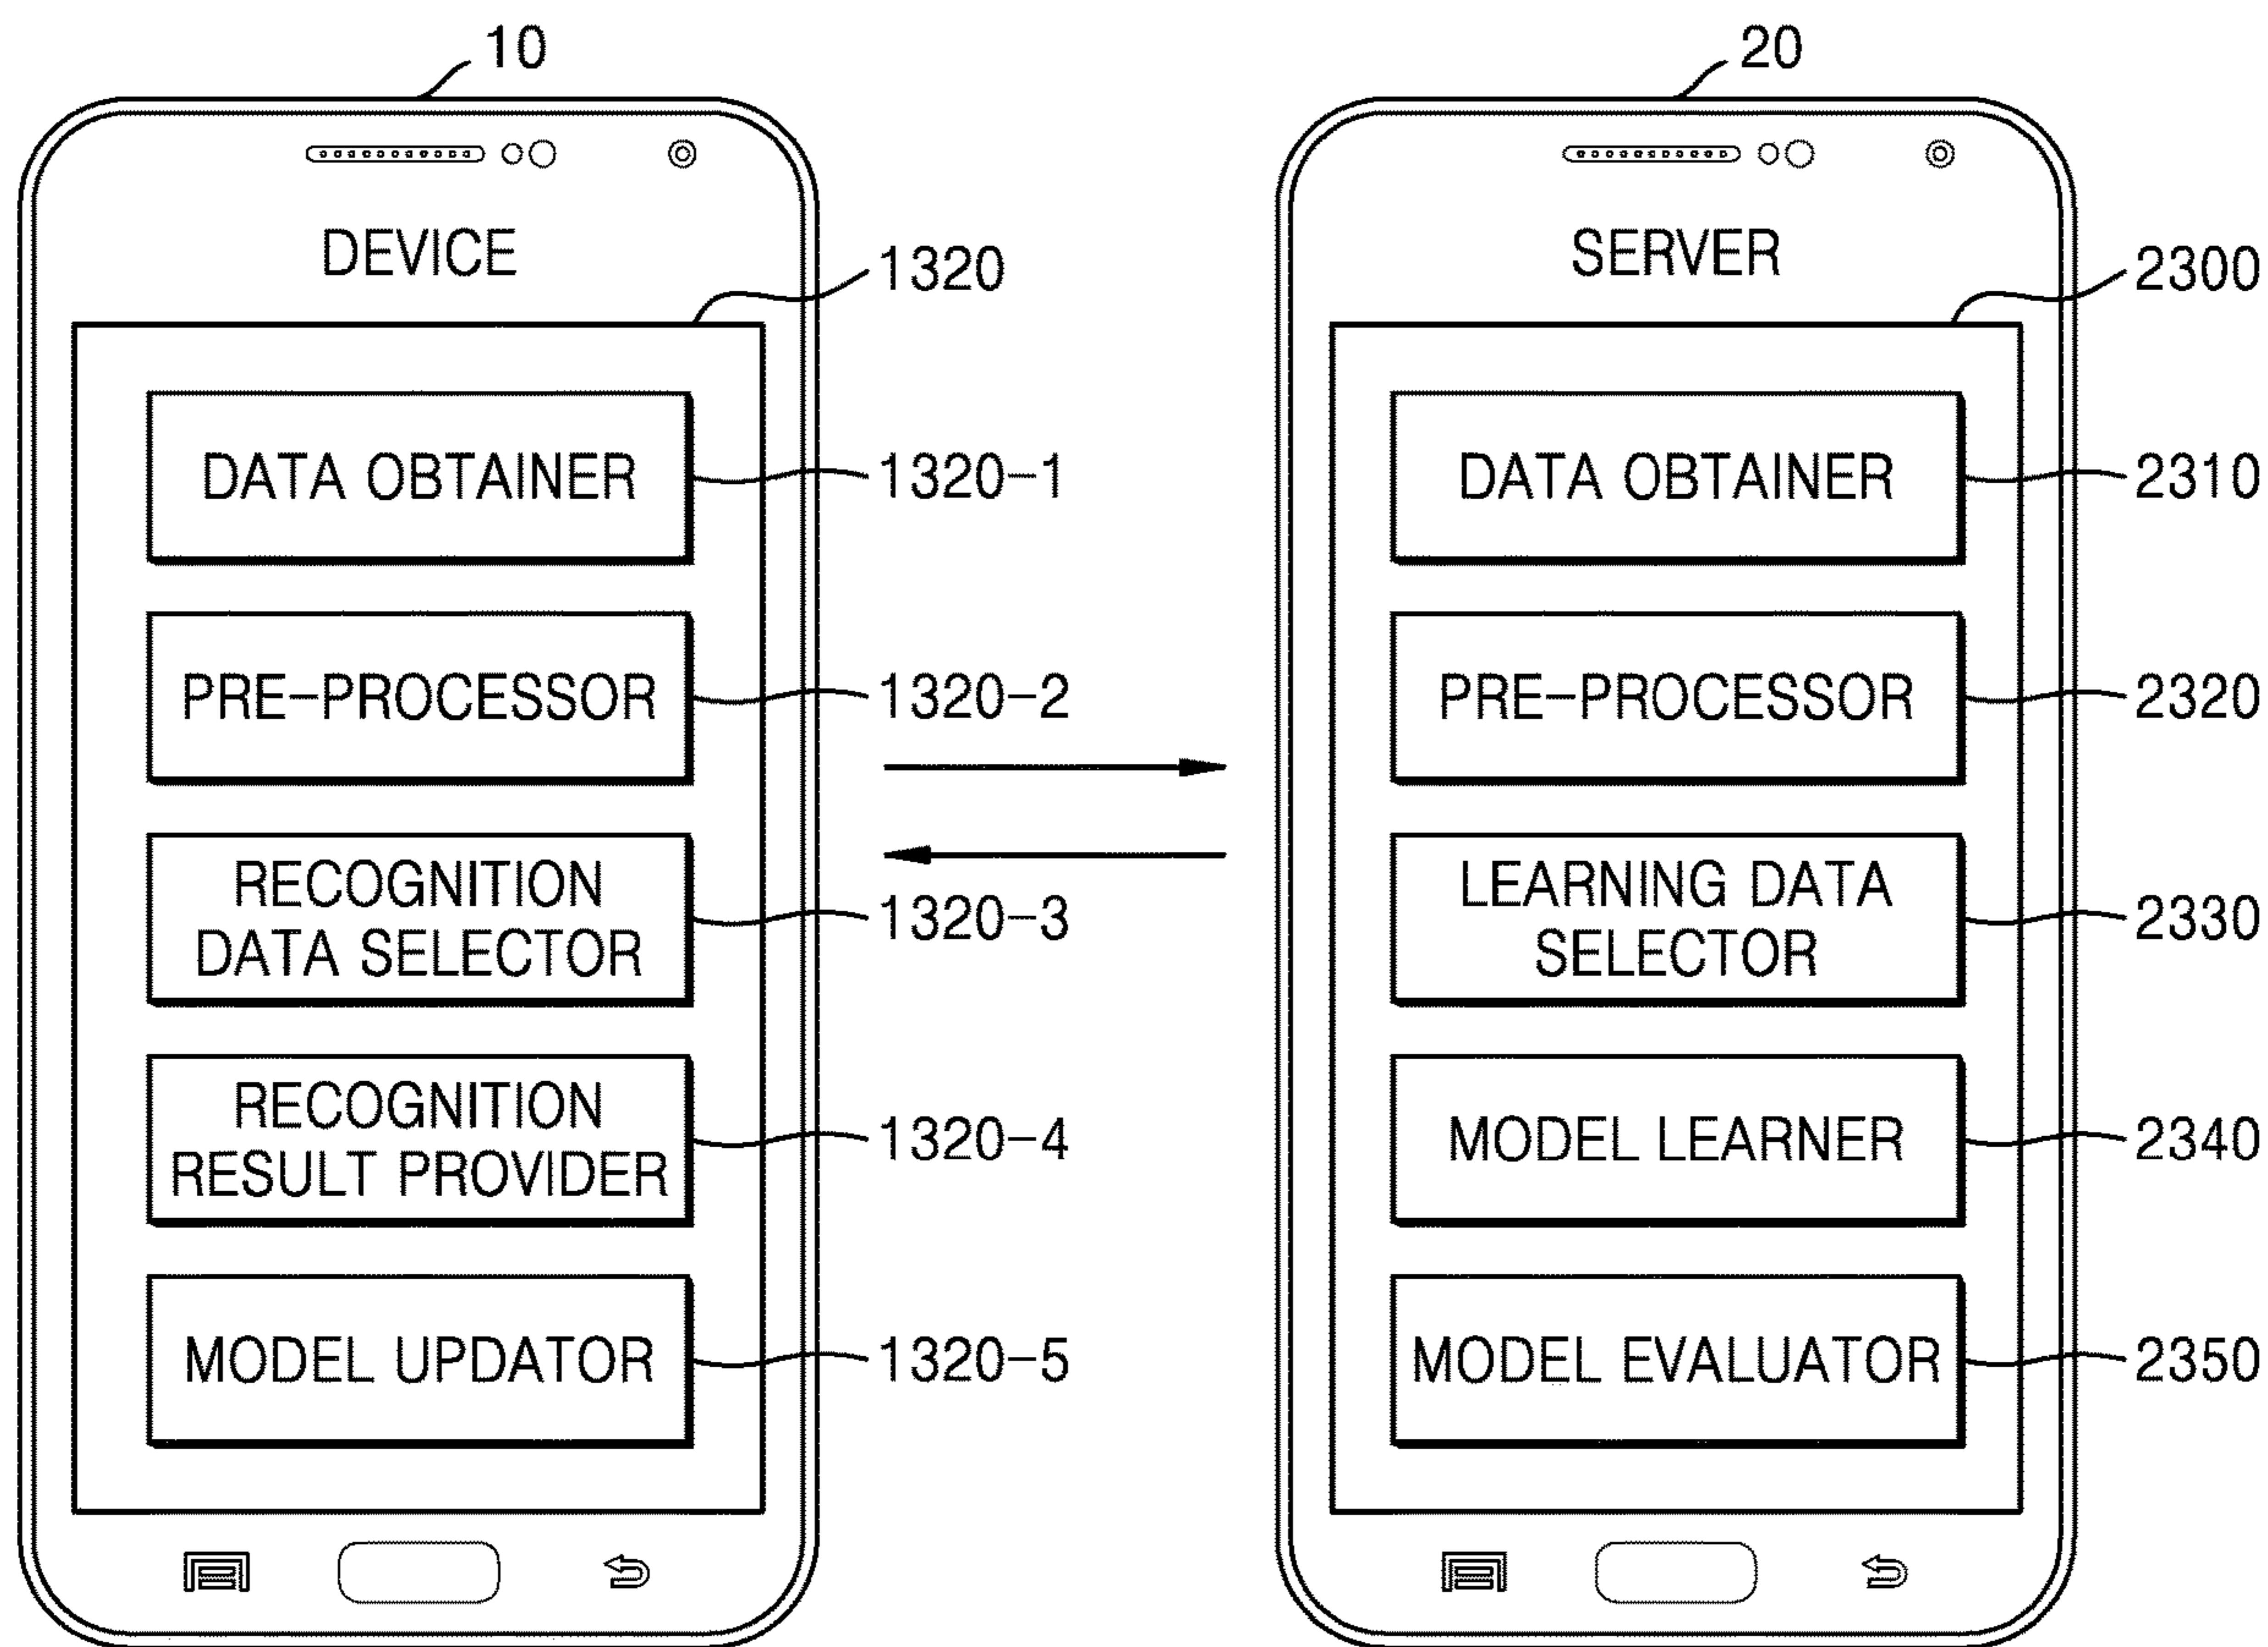 10
DEVICE
1320
DATA OBTAINER
1320-1
PRE-PROCESSOR
1320-2
RECOGNITION
DATA SELECTOR
1320-3
RECOGNITION
RESULT PROVIDER
1320-4
MODEL UPDATOR
1320-5
20
SERVER
2300
DATA OBTAINER
2310
PRE-PROCESSOR
2320
LEARNING DATA
SELECTOR
2330
MODEL LEARNER
2340
MODEL EVALUATOR
2350